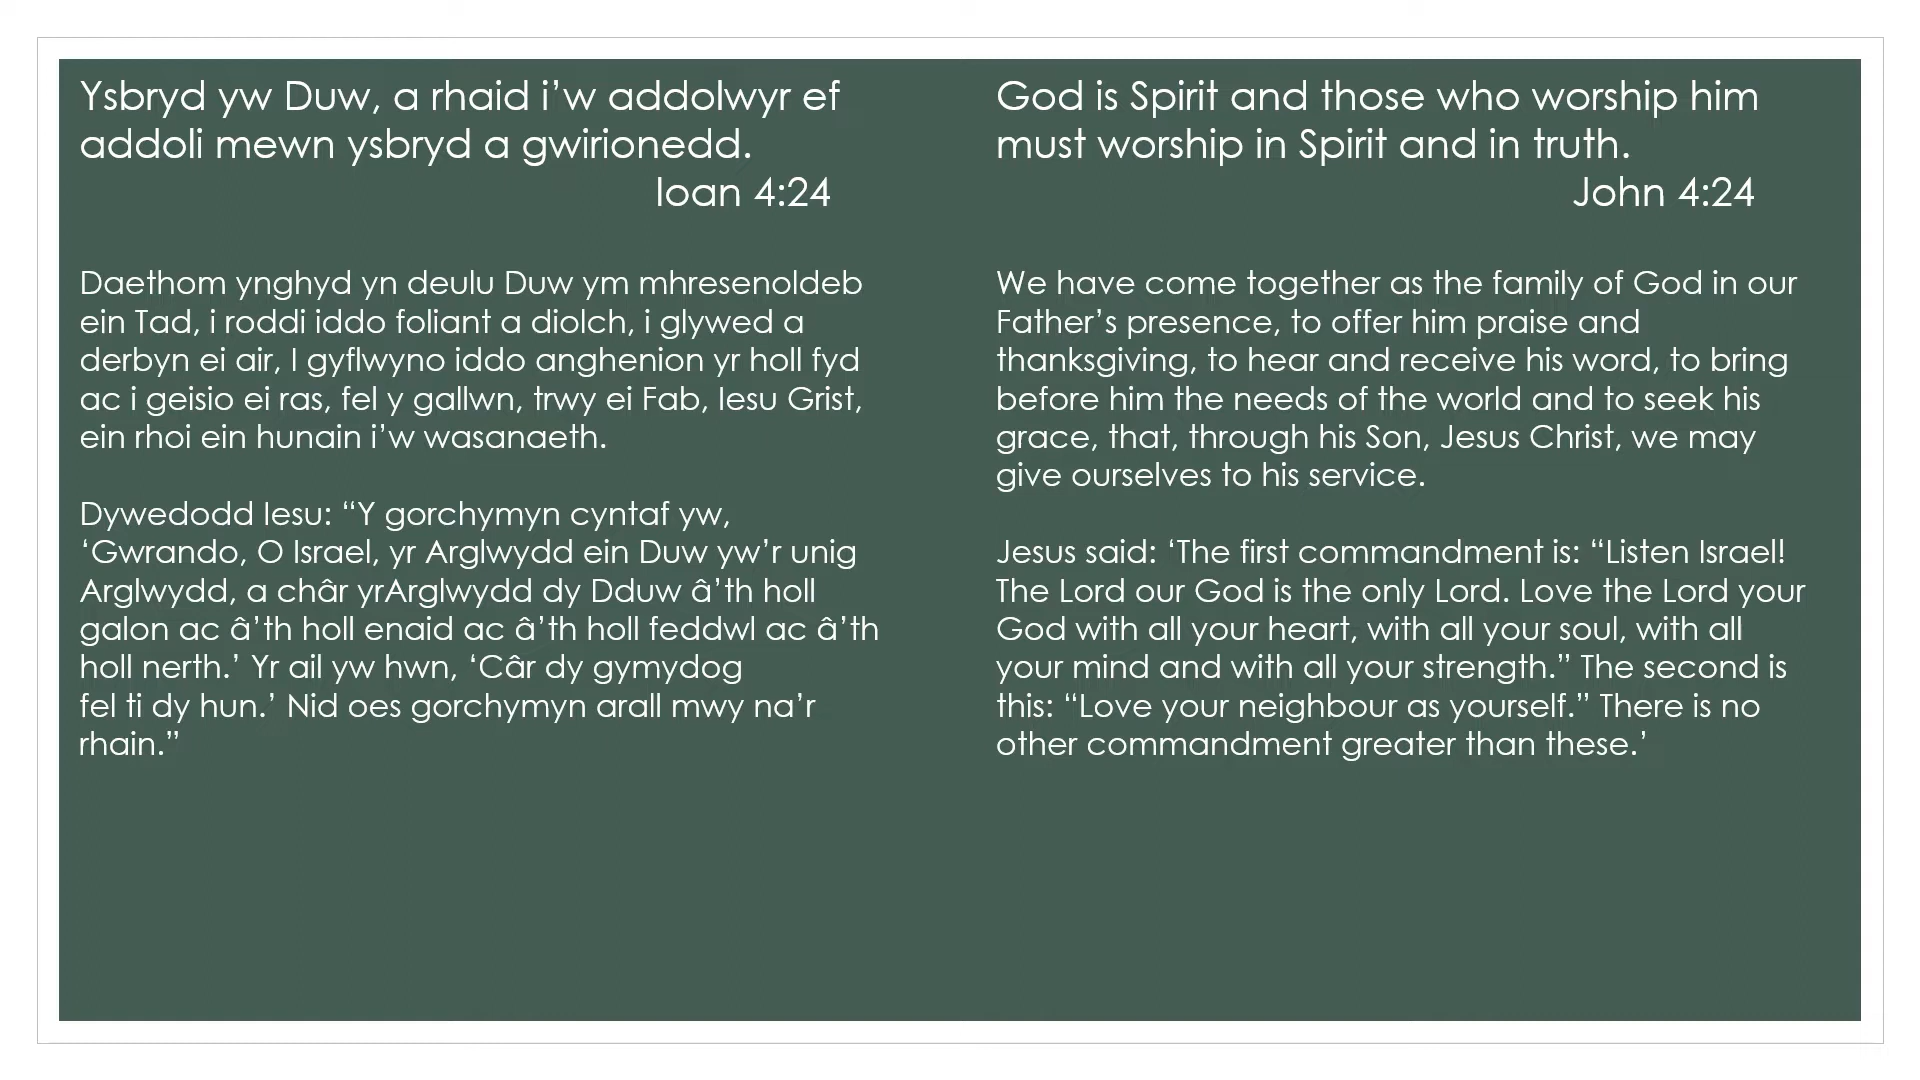 Ysbryd yw Duw, a rhaid i’w addolwyr ef
addoli mewn ysbryd a gwirionedd.
Ioan 4:24
Daethom ynghyd yn deulu Duw ym mhresenoldeb
ein Tad, i roddi iddo foliant a diolch, i glywed a
derbyn ei air, I gyflwyno iddo anghenion yr holl fyd
ac i geisio ei ras, fel y gallwn, trwy ei Fab, Iesu Grist,
ein rhoi ein hunain i’w wasanaeth.
Dywedodd Iesu: “Y gorchymyn cyntaf yw,
‘Gwrando, O Israel, yr Arglwydd ein Duw yw’r unig
Arglwydd, a châr yrArglwydd dy Dduw â’th holl
galon ac â’th holl enaid ac â’th holl feddwl ac â’th
holl nerth.’ Yr ail yw hwn, ‘Câr dy gymydog
fel ti dy hun.’ Nid oes gorchymyn arall mwy na’r
rhain.”
God is Spirit and those who worship him
must worship in Spirit and in truth.
John 4:24
We have come together as the family of God in our
Father’s presence, to offer him praise and
thanksgiving, to hear and receive his word, to bring
before him the needs of the world and to seek his
grace, that, through his Son, Jesus Christ, we may
give ourselves to his service.
Jesus said: ‘The first commandment is: “Listen Israel!
The Lord our God is the only Lord. Love the Lord your
God with all your heart, with all your soul, with all
your mind and with all your strength.” The second is
this: “Love your neighbour as yourself.” There is no
other commandment greater than these.’